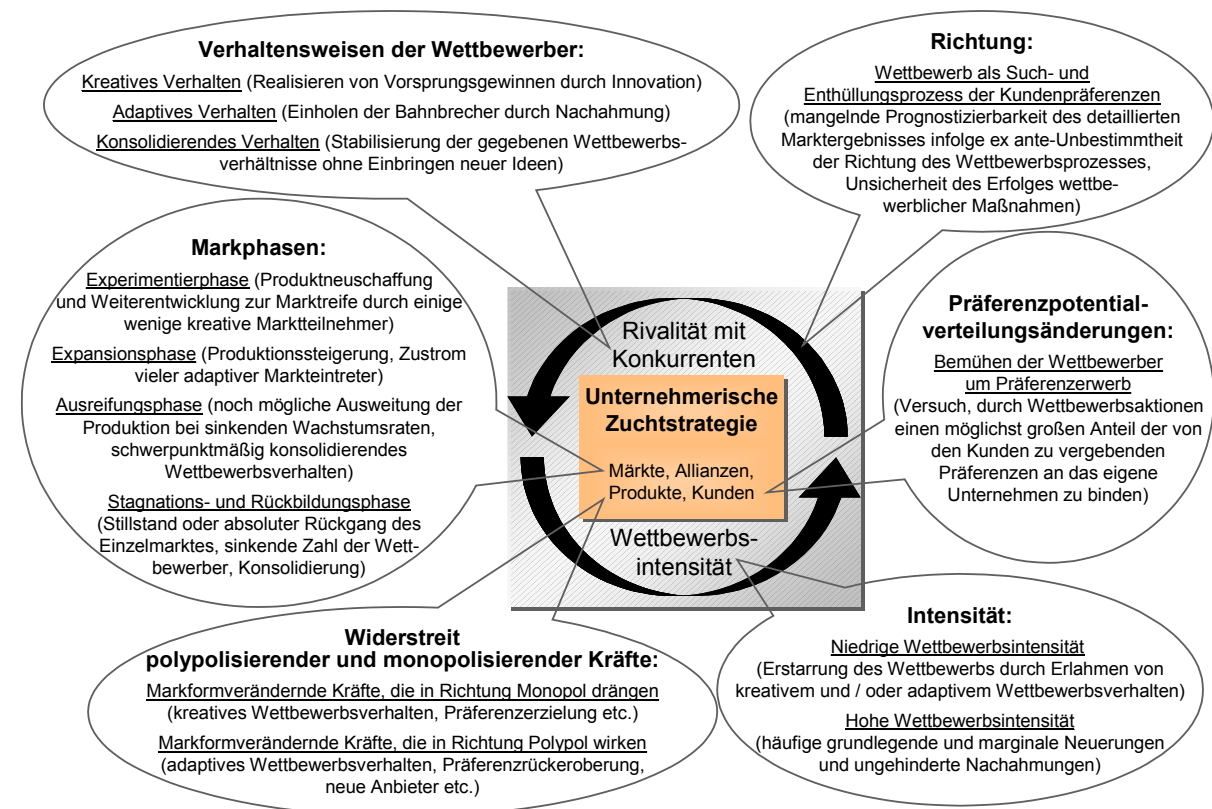 Verhaltensweisen der Wettbewerber:
Kreatives Verhalten (Realisieren von Vorsprungsgewinnen durch Innovation)
Adaptives Verhalten (Einholen der Bahnbrecher durch Nachahmung)
Konsolidierendes Verhalten (Stabilisierung der gegebenen Wettbewerbs-
verhältnisse ohne Einbringen neuer Ideen)
Richtung:
Wettbewerb als Such- und
Enthüllungsprozess der Kundenpräferenzen
(mangelnde Prognostizierbarkeit des detaillierten
Marktergebnisses infolge ex ante-Unbestimmtheit
der Richtung des Wettbewerbsprozesses,
Unsicherheit des Erfolges wettbe-
werblicher Maßnahmen)
Markphasen:
Experimentierphase (Produktneuschaffung
und Weiterentwicklung zur Marktreife durch einige
wenige kreative Marktteilnehmer)
Expansionsphase (Produktionssteigerung, Zustrom
vieler adaptiver Markteintreter)
Ausreifungsphase (noch mögliche Ausweitung der
Produktion bei sinkenden Wachstumsraten,
schwerpunktmäßig konsolidierendes
Wettbewerbsverhalten)
Stagnations- und Rückbildungsphase
(Stillstand oder absoluter Rückgang des
Einzelmarktes, sinkende Zahl der Wett-
bewerber, Konsolidierung)
Rivalität mit
Konkurrenten
Unternehmerische
Zuchtstrategie
Märkte, Allianzen,
Produkte, Kunden
Wettbewerbs-
intensität
Präferenzpotential-
verteilungsänderungen:
Bemühen der Wettbewerber
um Präferenzerwerb
(Versuch, durch Wettbewerbsaktionen
einen möglichst großen Anteil der von
den Kunden zu vergebenden
Präferenzen an das eigene
Unternehmen zu binden)
Widerstreit
polypolisierender und monopolisierender Kräfte:
Markformverändernde Kräfte, die in Richtung Monopol drängen
(kreatives Wettbewerbsverhalten, Präferenzerzielung etc.)
Markformverändernde Kräfte, die in Richtung Polypol wirken
(adaptives Wettbewerbsverhalten, Präferenzrückeroberung,
neue Anbieter etc.)
Intensität:
Niedrige Wettbewerbsintensität
(Erstarrung des Wettbewerbs durch Erlahmen von
kreativem und / oder adaptivem Wettbewerbsverhalten)
Hohe Wettbewerbsintensität
(häufige grundlegende und marginale Neuerungen
und ungehinderte Nachahmungen)